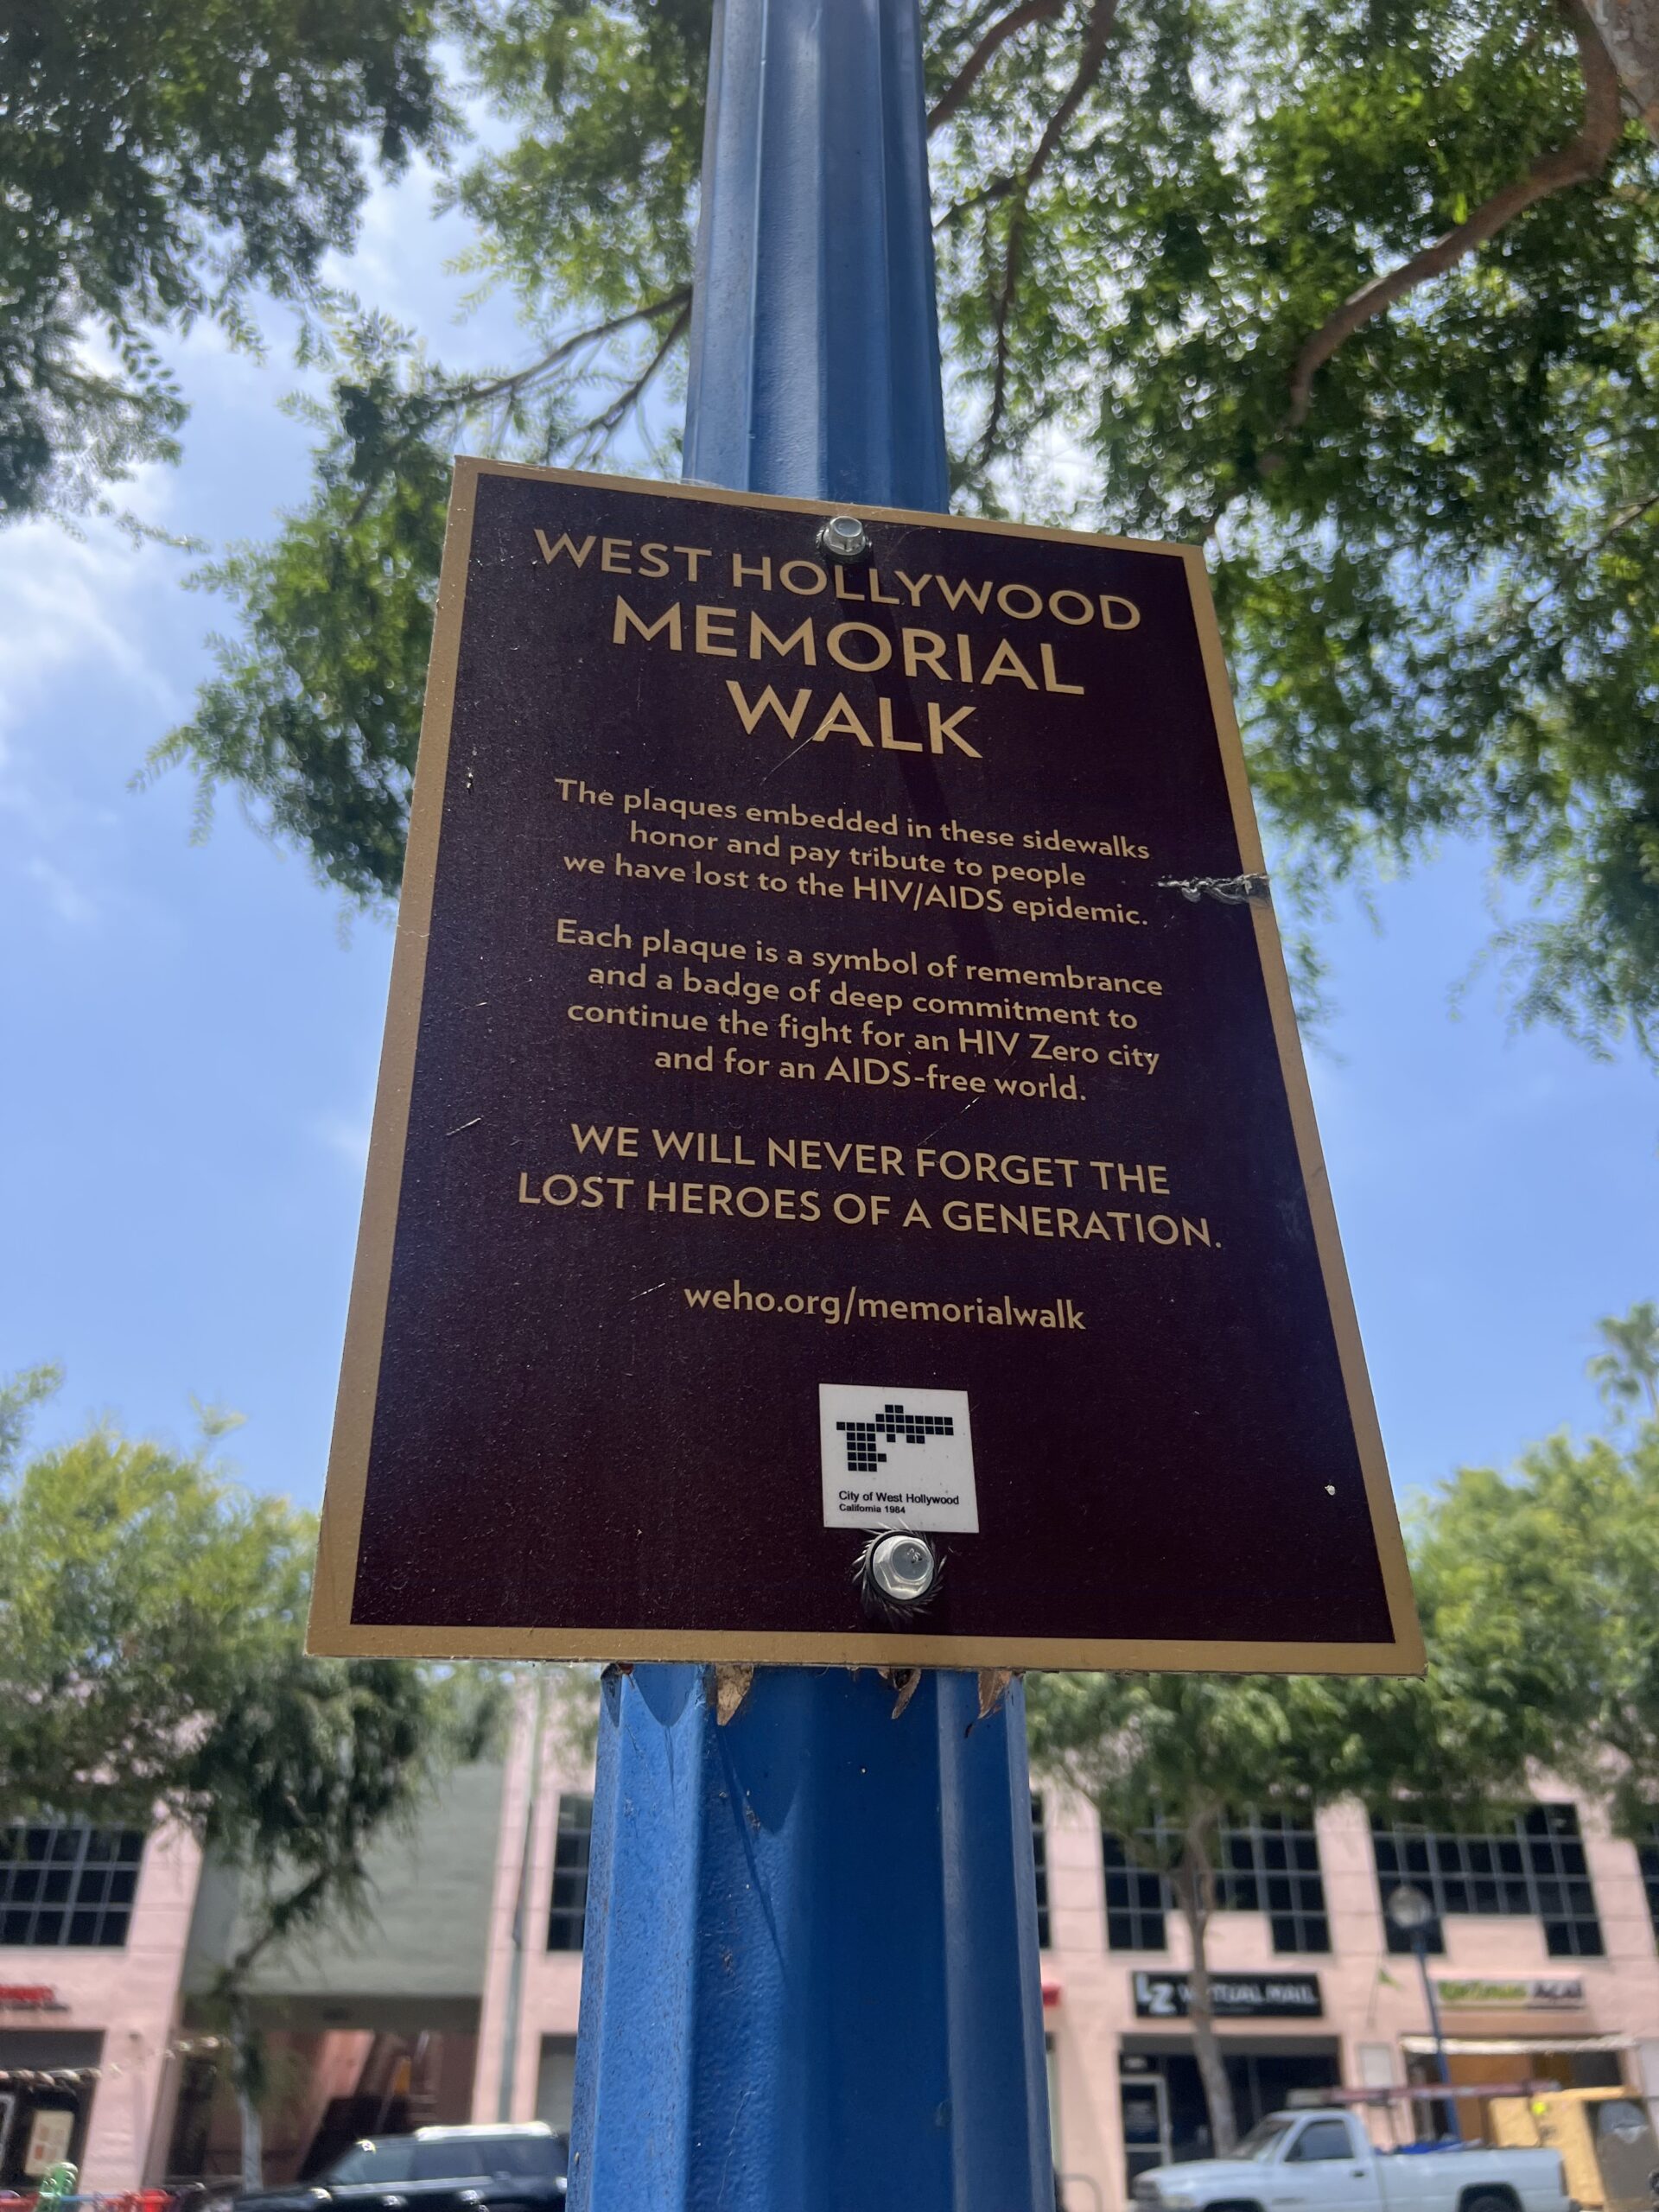 WEST HOLLYWOOD
MEMORIAL
WALK
The plaques embedded in these sidewalks
honor and pay tribute to people
we have lost to the HIV/AIDS epidemic.
Each plaque is a symbol of remembrance
and a badge of deep commitment to
continue the fight for an HIV Zero city
and for an AIDS-free world.
WE WILL NEVER FORGET THE
LOST HEROES OF A GENERATION.
weho.org/memorialwalk
City of West Hollywood
California 1984
LZ VIRTUAL MAIL